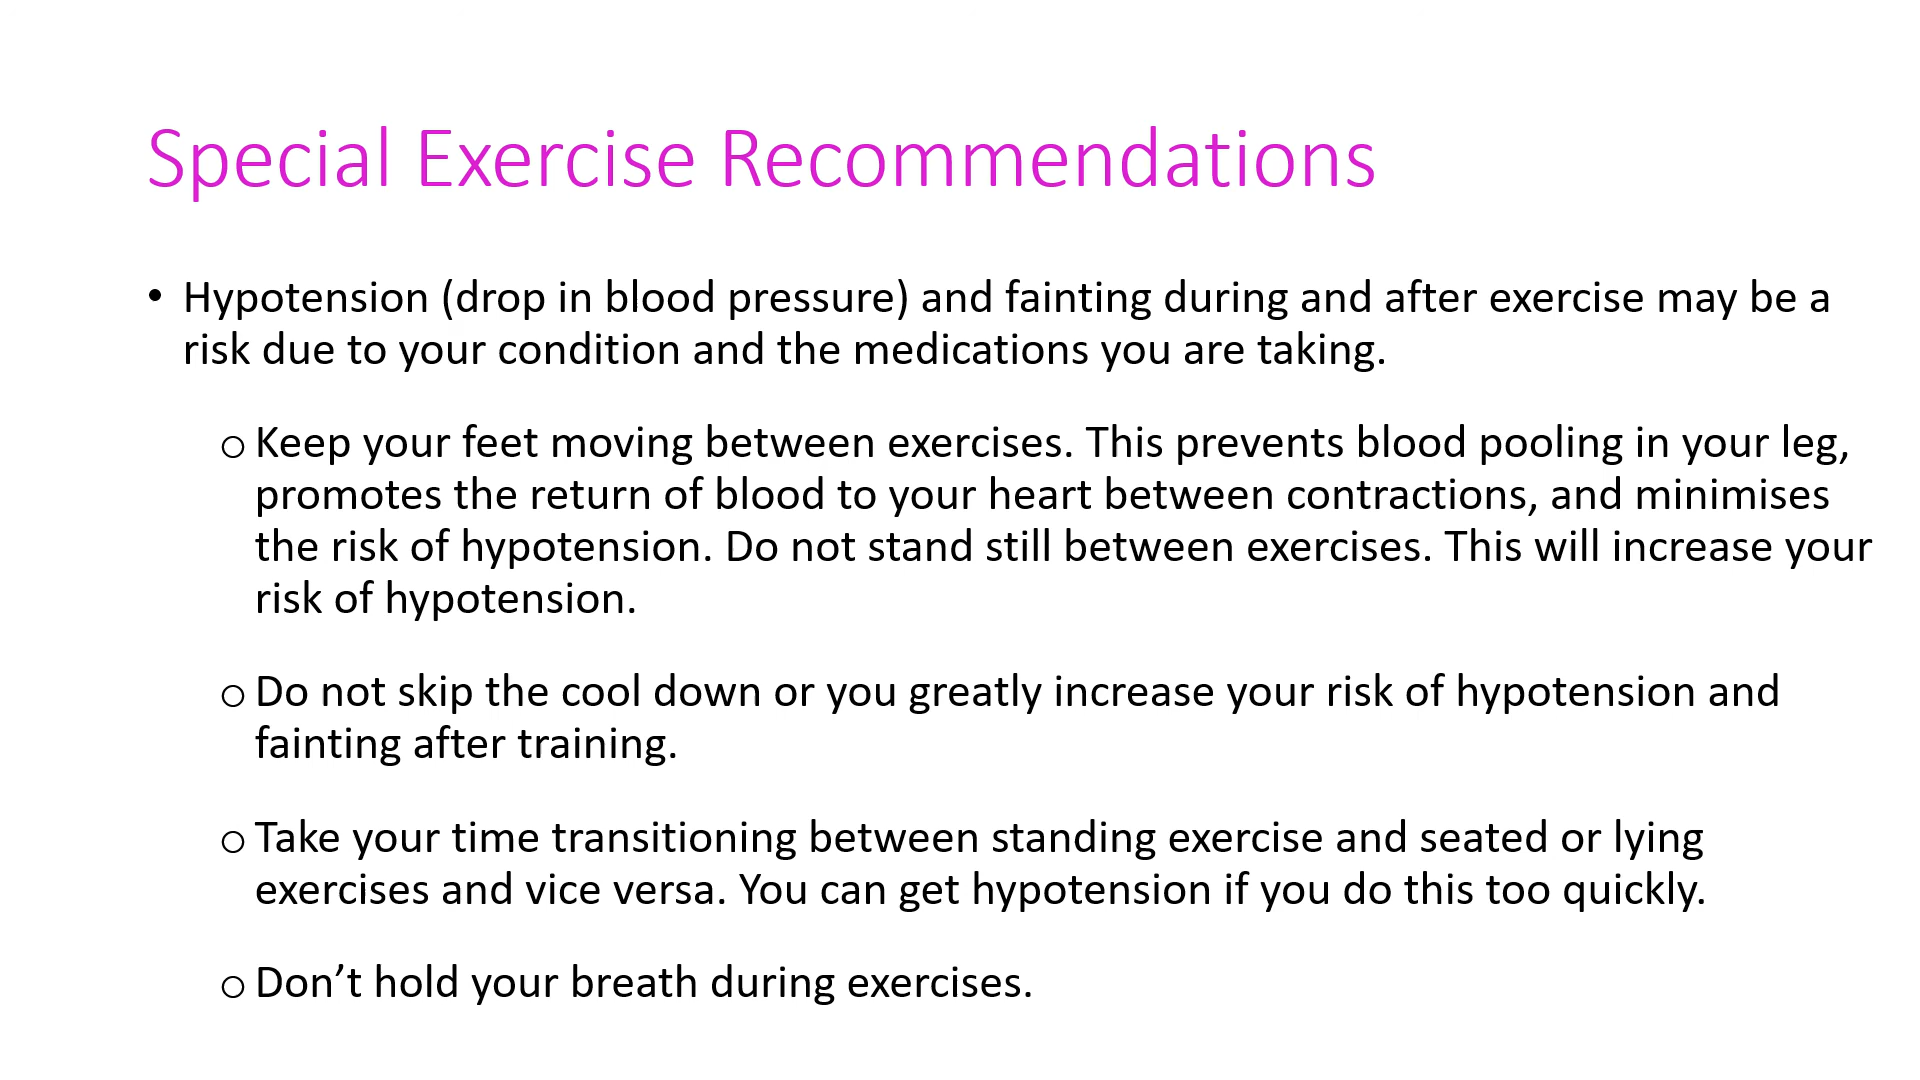 Special Exercise Recommendations
• Hypotension (drop in blood pressure) and fainting during and after exercise may be a
risk due to your condition and the medications you are taking.
o Keep your feet moving between exercises. This prevents blood pooling in your leg,
promotes the return of blood to your heart between contractions, and minimises
the risk of hypotension. Do not stand still between exercises. This will increase your
risk of hypotension.
o Do not skip the cool down or you greatly increase your risk of hypotension and
fainting after training.
o Take your time transitioning between standing exercise and seated or lying
exercises and vice versa. You can get hypotension if you do this too quickly.
o Don’t hold your breath during exercises.